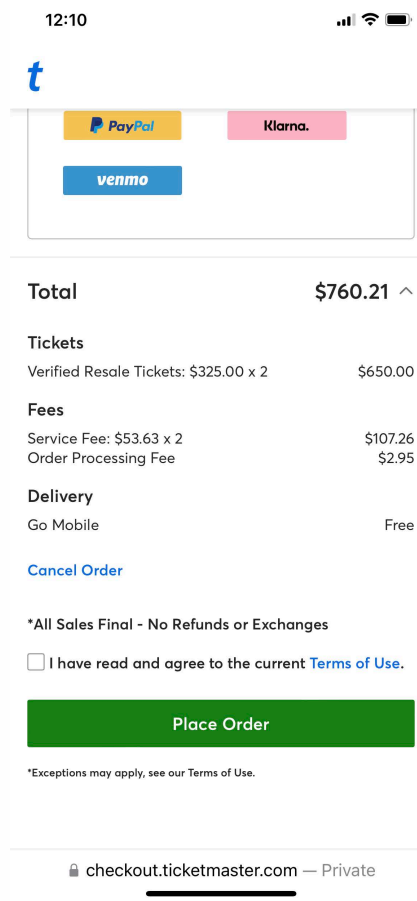 12:10
t
PayPal Klarna.
venmo
Total $760.21
Tickets
Verified Resale Tickets: $325.00 x 2 $650.00
Fees
Service Fee: $53.63 x 2 $107.26
Order Processing Fee $2.95
Delivery
Go Mobile Free
Cancel Order
*All Sales Final - No Refunds or Exchanges
I have read and agree to the current Terms of Use.
Place Order
*Exceptions may apply, see our Terms of Use.
checkout.ticketmaster.com — Private